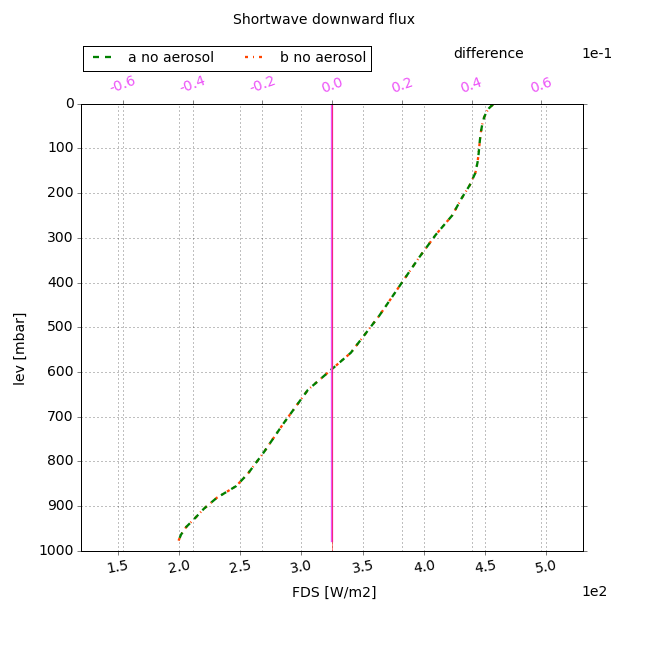 Shortwave downward flux
a no aerosol b no aerosol difference 1e-1
-0.6 -0.4 -0.2 0.0 0.2 0.4 0.6
0
100
200
300
400
500
600
700
800
900
1000
lev [mbar]
1.5 2.0 2.5 3.0 3.5 4.0 4.5 5.0
FDS [W/m2] 1e2